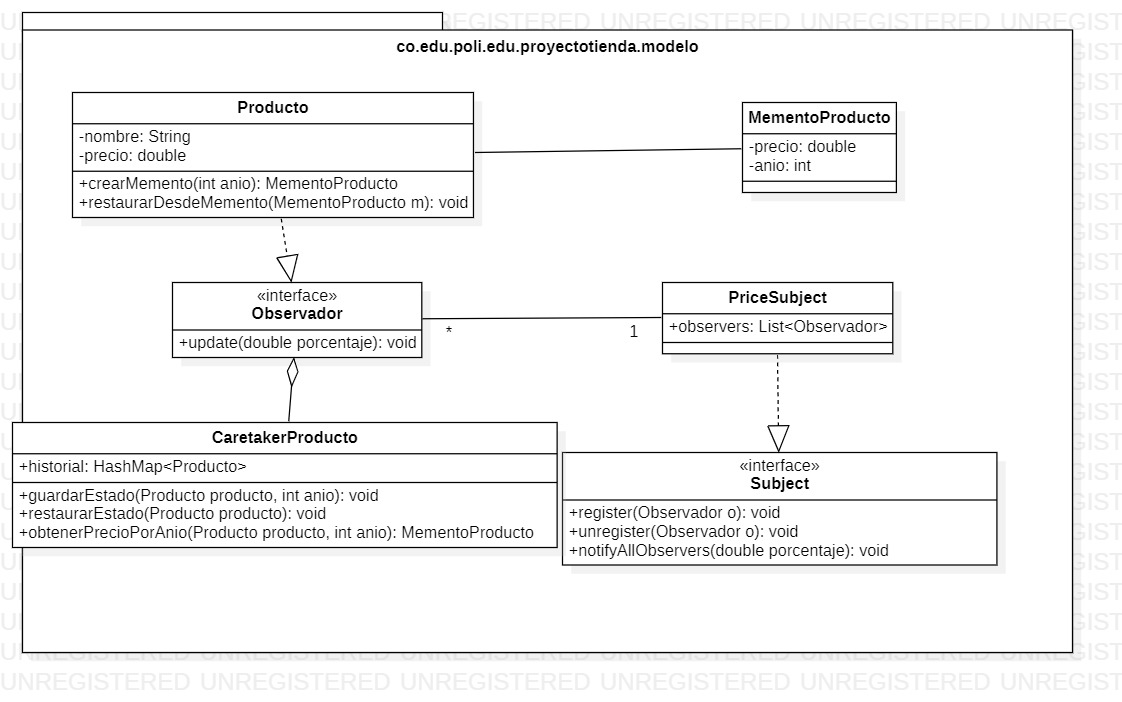 co.edu.poli.edu.proyectotienda.modelo
Producto
-nombre: String
-precio: double
+crearMemento(int anio): MementoProducto
+restaurarDesdeMemento(MementoProducto m): void
MementoProducto
-precio: double
-anio: int
«interface»
Observador
+update(double porcentaje): void
* 1
PriceSubject
+observers: List<Observador>
CaretakerProducto
+historial: HashMap<Producto>
+guardarEstado(Producto producto, int anio): void
+restaurarEstado(Producto producto): void
+obtenerPrecioPorAnio(Producto producto, int anio): MementoProducto
«interface»
Subject
+register(Observador o): void
+unregister(Observador o): void
+notifyAllObservers(double porcentaje): void
UNREGISTERED UNREGISTERED UNREGISTERED UNREGISTERED UNREGISTERED UNREGIST